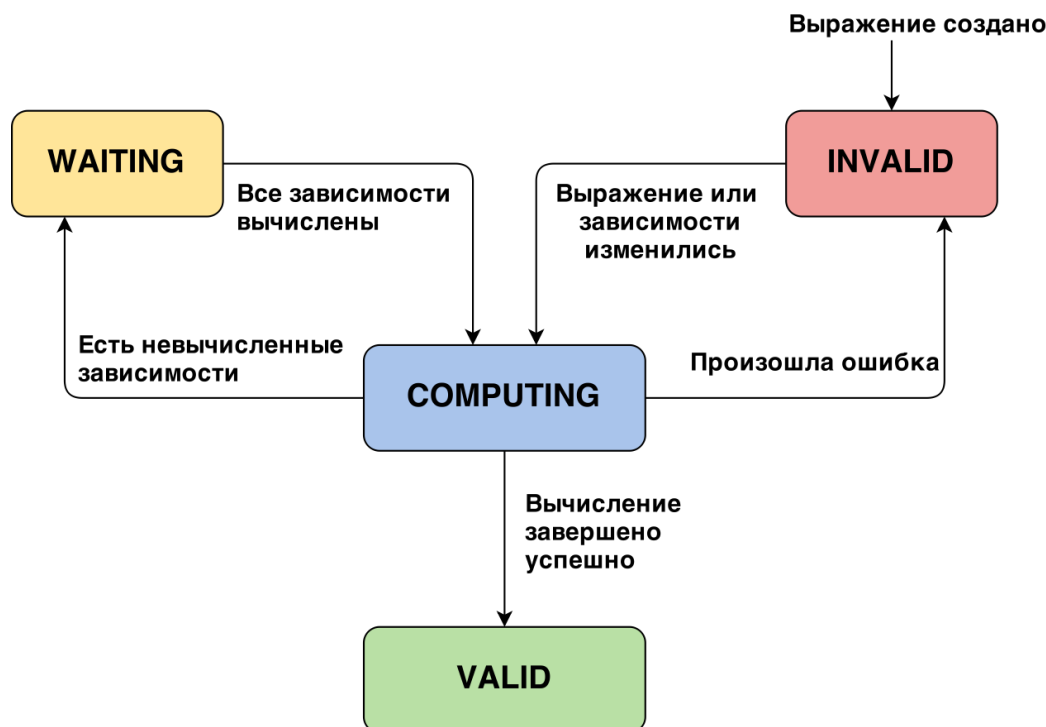 Выражение создано
WAITING
INVALID
Все зависимости
вычислены
Выражение или
зависимости
изменились
Есть невычисленные
зависимости
COMPUTING
Произошла ошибка
Вычисление
завершено
успешно
VALID